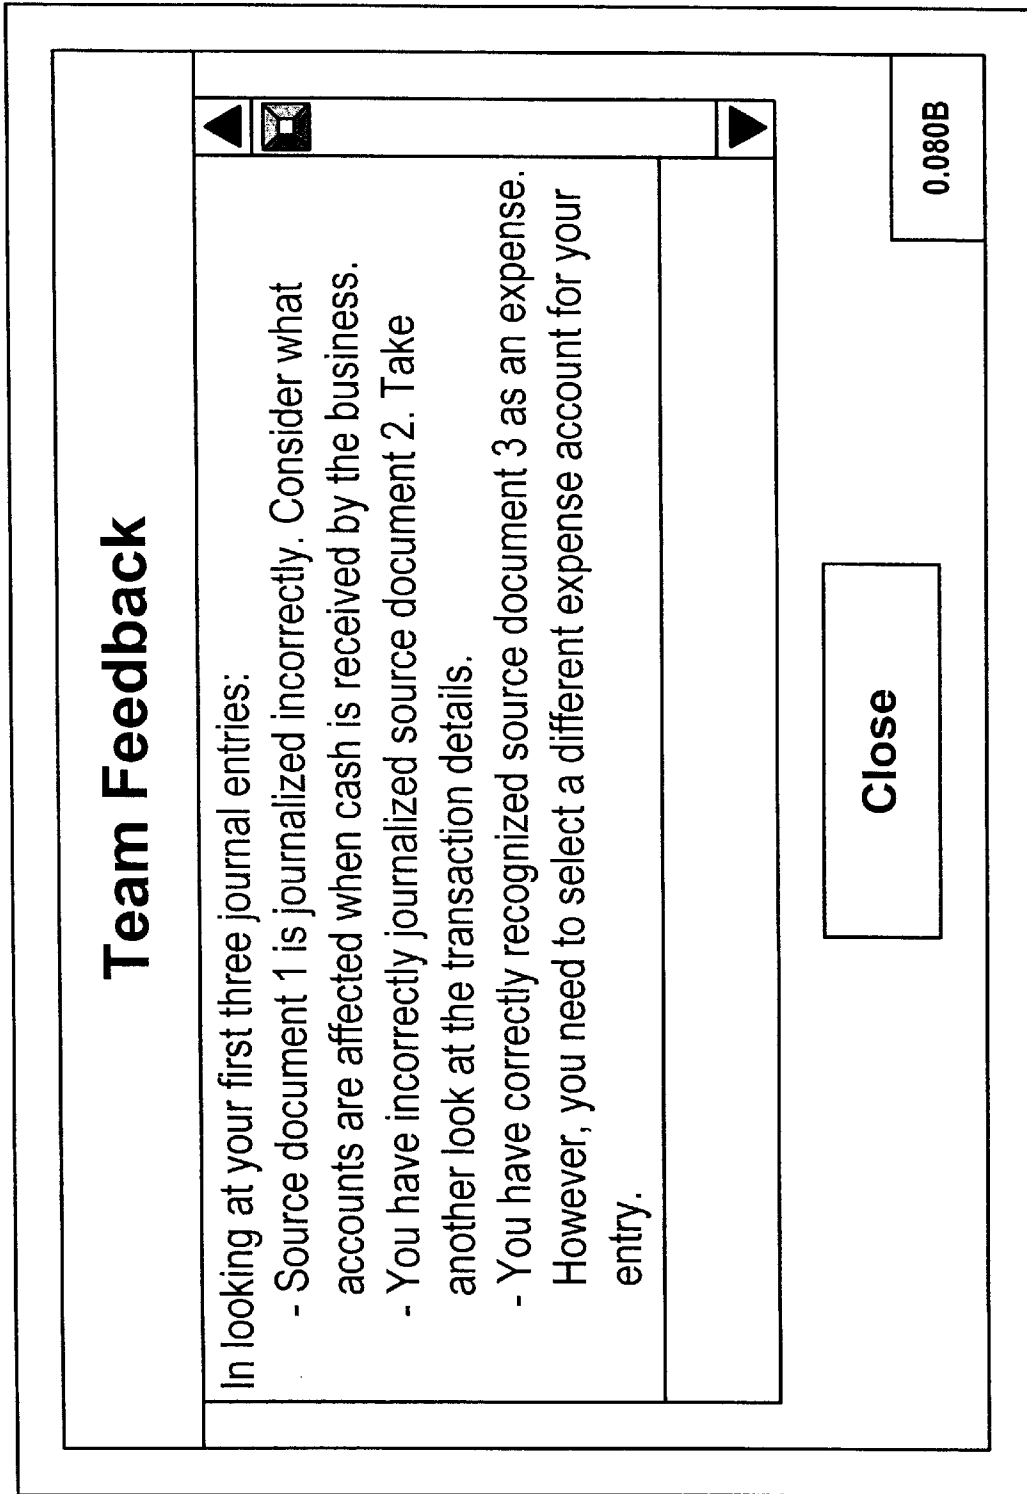 Team Feedback
In looking at your first three journal entries:
- Source document 1 is journalized incorrectly. Consider what
accounts are affected when cash is received by the business.
- You have incorrectly journalized source document 2. Take
another look at the transaction details.
- You have correctly recognized source document 3 as an expense.
However, you need to select a different expense account for your
entry.
Close
0.080B